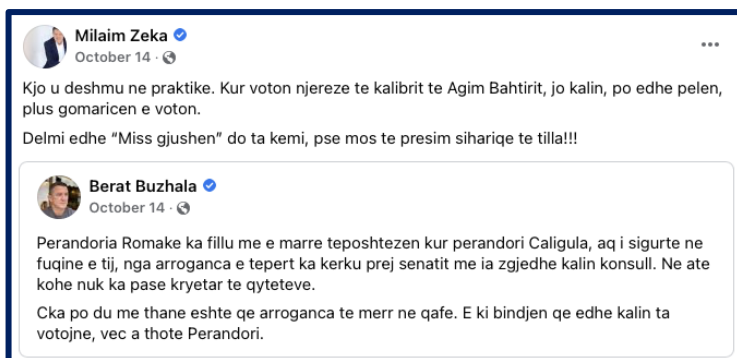 Milaim Zeka
October 14 ·
Kjo u deshmu ne praktike. Kur voton njereze te kalibrit te Agim Bahtirit, jo kalin, po edhe pelen,
plus gomaricen e voton.
Delmi edhe “Miss gjushen” do ta kemi, pse mos te presim sihariqe te tilla!!!
Berat Buzhala
October 14 ·
Perandoria Romake ka fillu me e marre teposhtezen kur perandori Caligula, aq i sigurte ne
fuqine e tij, nga arroganca e tepert ka kerku prej senatit me ia zgjedhe kalin konsull. Ne ate
kohe nuk ka pase kryetar te qyteteve.
Cka po du me thane eshte qe arroganca te merr ne qafe. E ki bindjen qe edhe kalin ta
votojne, vec a thote Perandori.